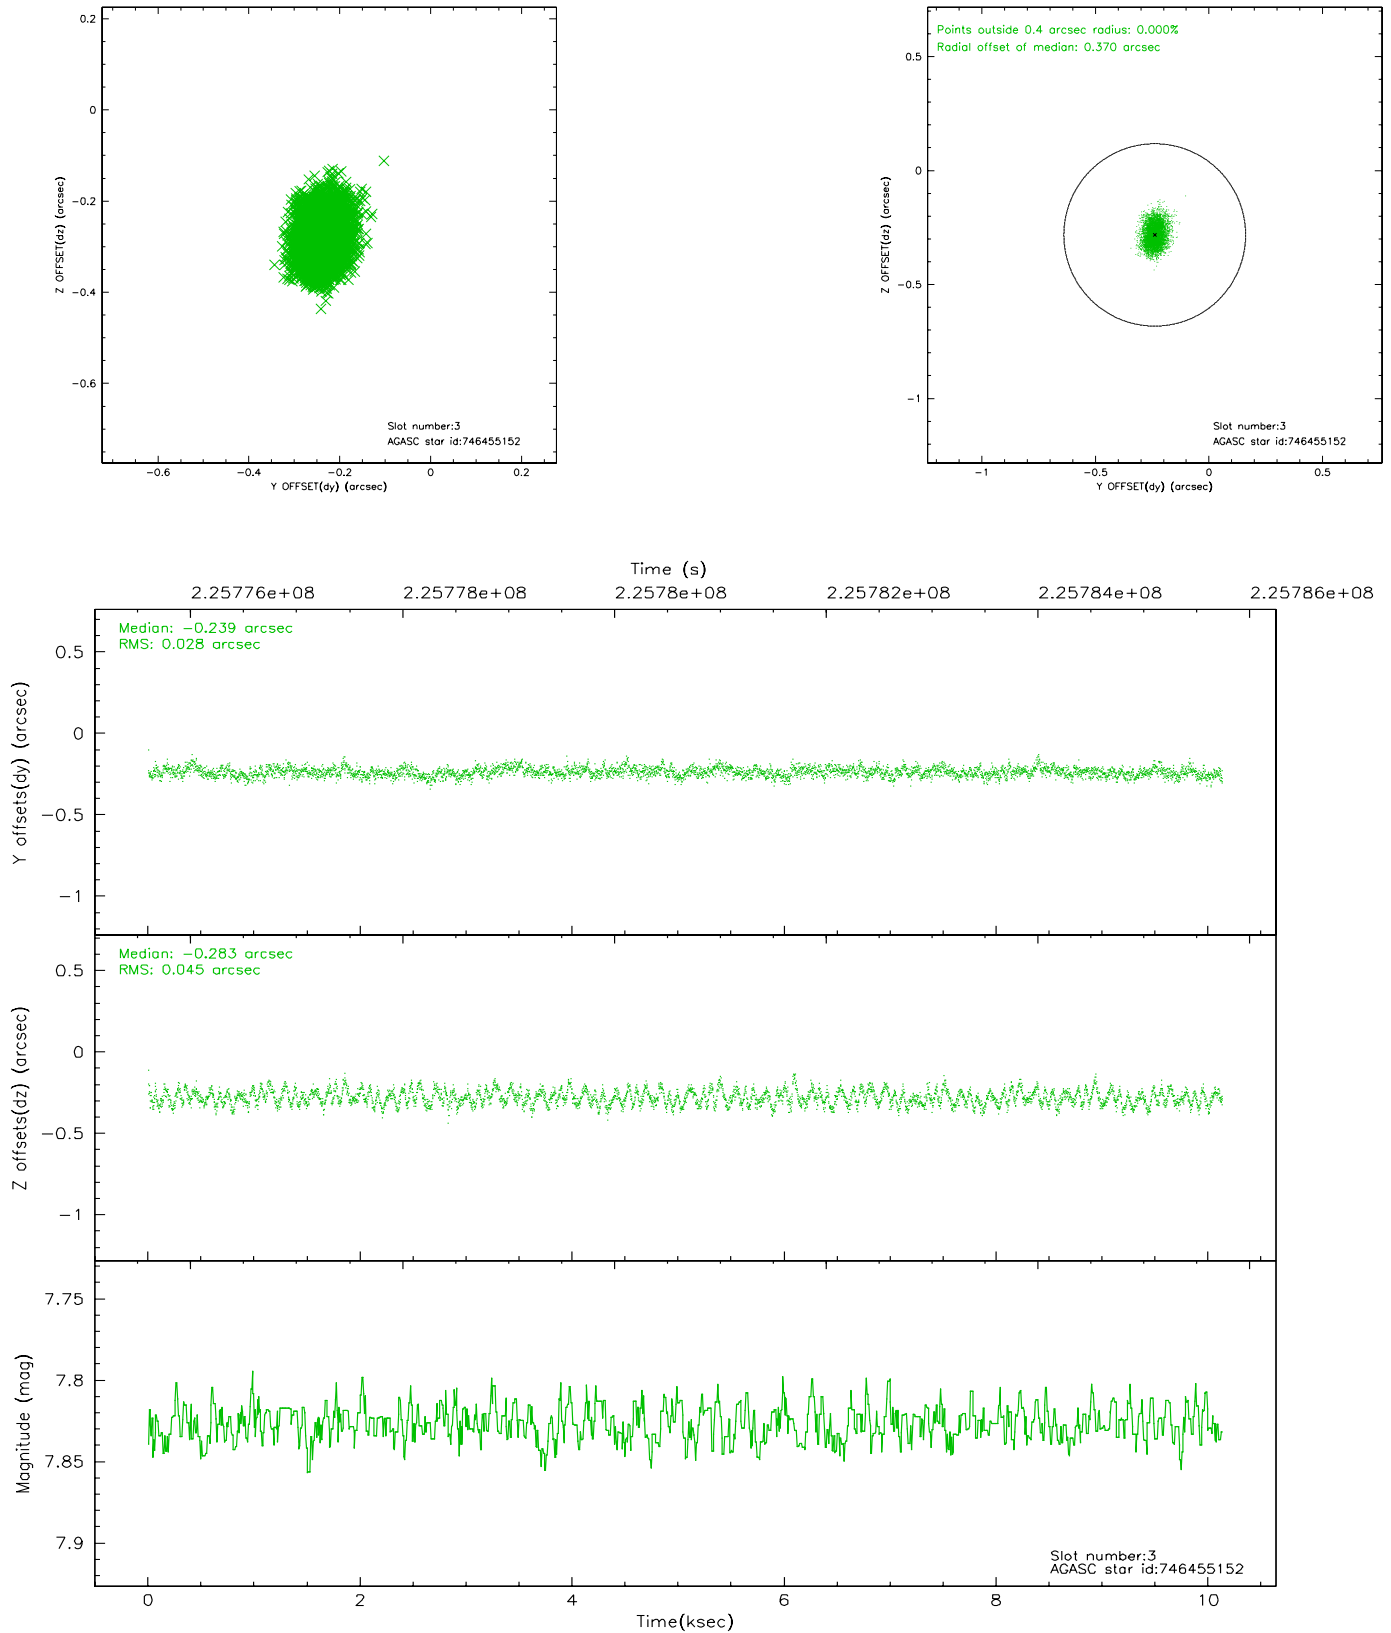 0.2
0
-0.2
-0.4
-0.6
Z OFFSET(dz) (arcsec)
Slot number:3
AGASC star id:746455152
-0.6
-0.4
-0.2
0
0.2
Y OFFSET(dy) (arcsec)
Points outside 0.4 arcsec radius: 0.000%
Radial offset of median: 0.370 arcsec
0.5
0
-0.5
-1
Z OFFSET(dz) (arcsec)
Slot number:3
AGASC star id:746455152
-1
-0.5
0
0.5
Y OFFSET(dy) (arcsec)
Time (s)
2.25776e+08
2.25778e+08
2.2578e+08
2.25782e+08
2.25784e+08
2.25786e+08
Median: -0.239 arcsec
RMS: 0.028 arcsec
0.5
0
-0.5
-1
Y offsets(dy) (arcsec)
Median: -0.283 arcsec
RMS: 0.045 arcsec
0.5
0
-0.5
-1
Z offsets(dz) (arcsec)
7.75
7.8
7.85
7.9
Magnitude (mag)
Slot number:3
AGASC star id:746455152
0
2
4
6
8
10
Time(ksec)